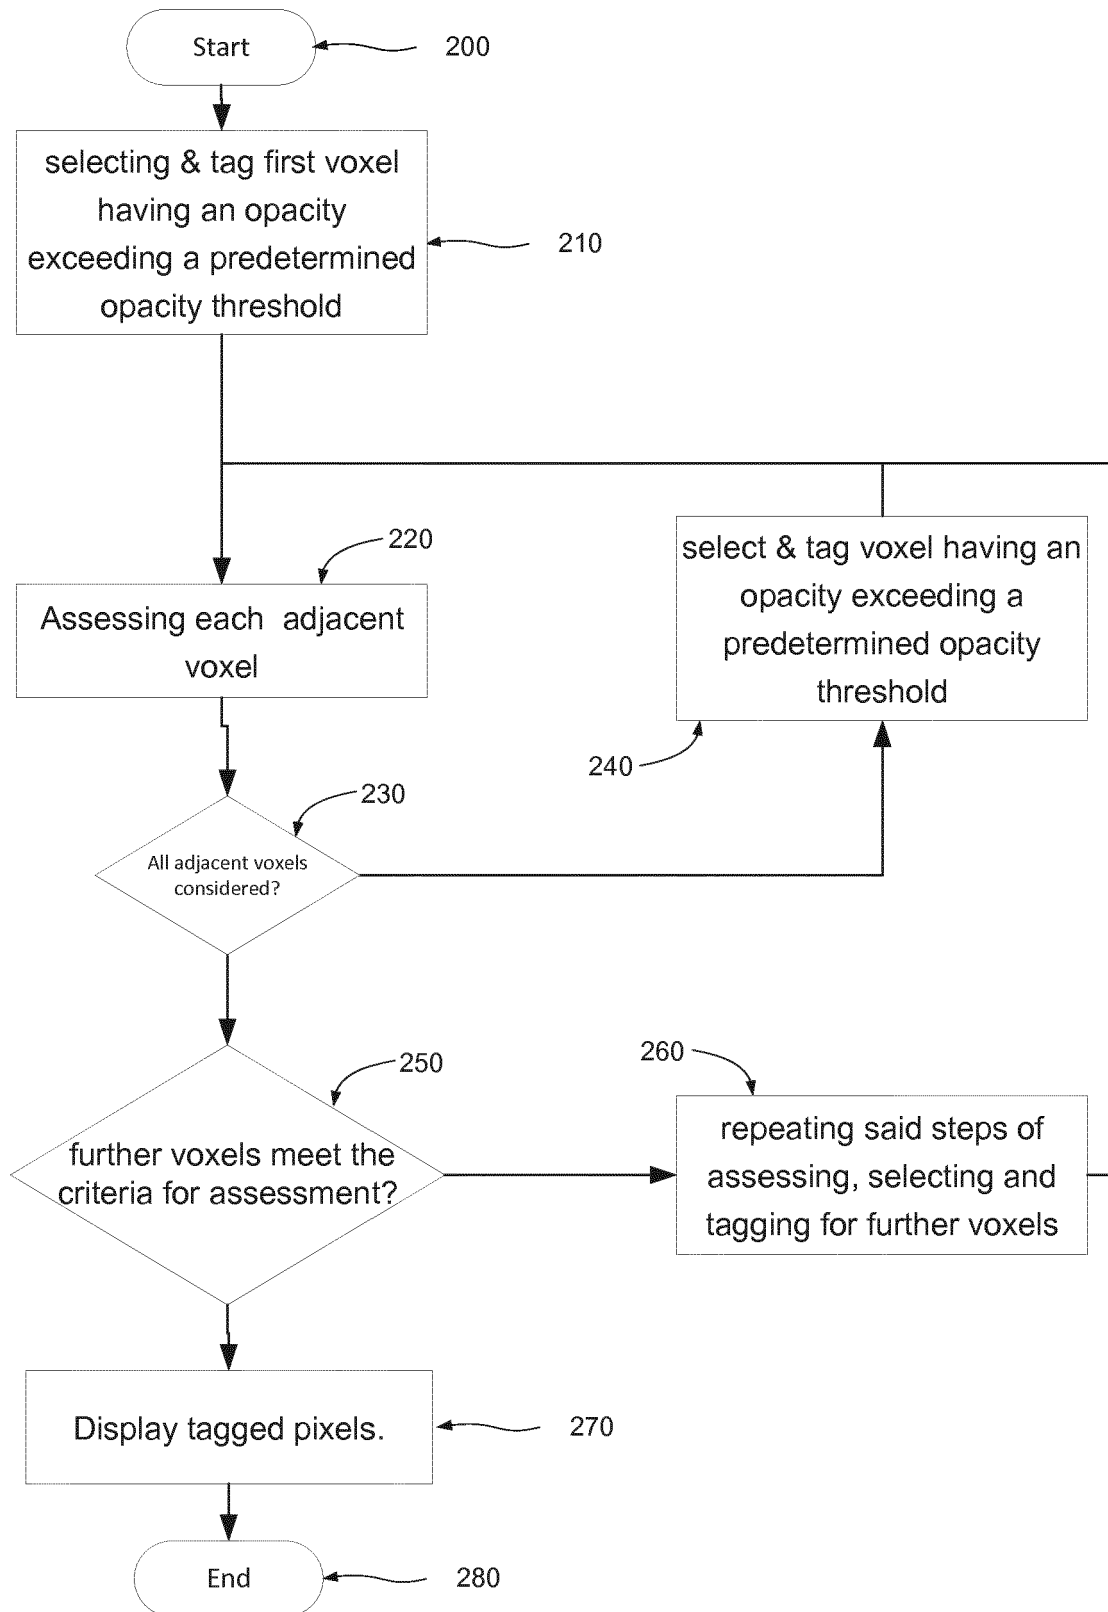 Start
200
selecting & tag first voxel
having an opacity
exceeding a predetermined
opacity threshold
210
220
Assessing each adjacent
voxel
select & tag voxel having an
opacity exceeding a
predetermined opacity
threshold
240
230
All adjacent voxels
considered?
250
further voxels meet the
criteria for assessment?
260
repeating said steps of
assessing, selecting and
tagging for further voxels
Display tagged pixels.
270
End
280